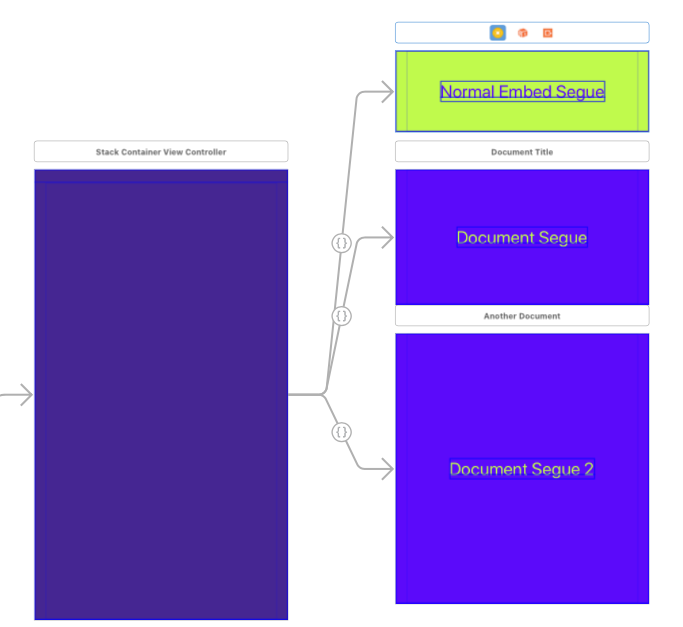 Normal Embed Segue
Stack Container View Controller
Document Title
Document Segue
{}
{}
Another Document
{}
Document Segue 2